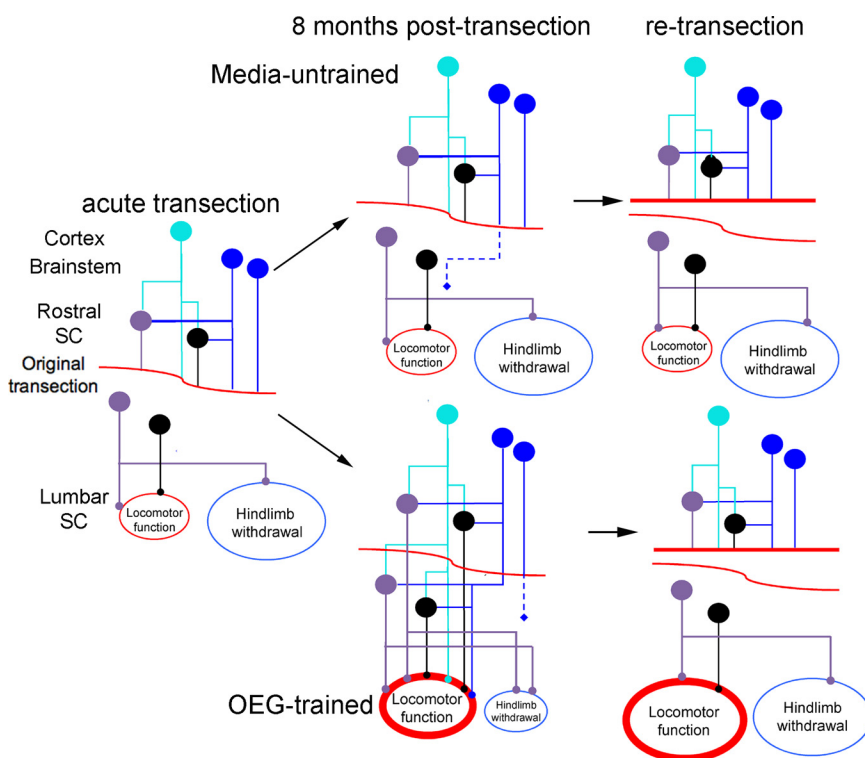 8 months post-transection
re-transection
Media-untrained
acute transection
Cortex
Brainstem
Rostral
SC
Original
transection
Lumbar
SC
Locomotor
function
Hindlimb
withdrawal
Locomotor
function
Hindlimb
withdrawal
Locomotor
function
Hindlimb
withdrawal
OEG-trained
Locomotor
function
Hindlimb
withdrawal
Locomotor
function
Hindlimb
withdrawal